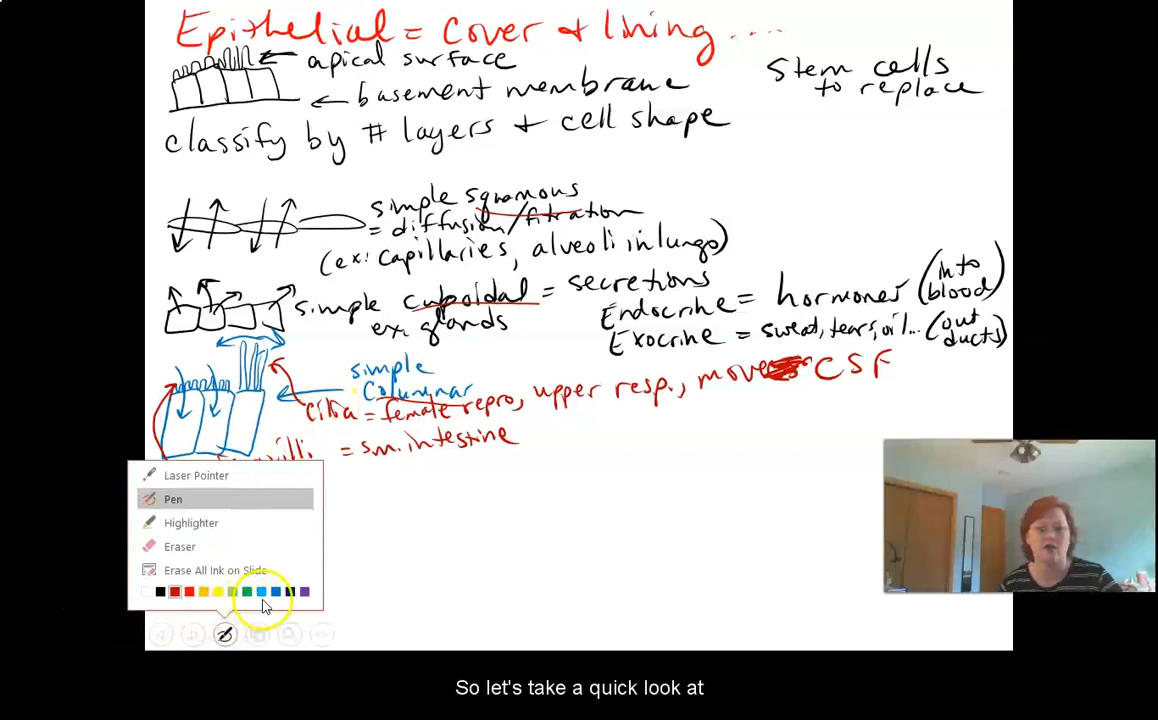 Epithelial = cover + lining ....
← apical surface
← basement membrane
Stem cells
to replace
classify by # layers + cell shape
simple squamous
= diffusion/filtration
(ex: capillaries, alveoli in lungs)
simple cuboidal = secretions
ex. glands
Endocrine = hormones (into blood)
Exocrine = sweat, tears, oil... (out ducts)
simple
Columnar
cilia = female repro, upper resp., move CSF
villi = sm. intestine
Laser Pointer
Pen
Highlighter
Eraser
Erase All Ink on Slide
So let's take a quick look at